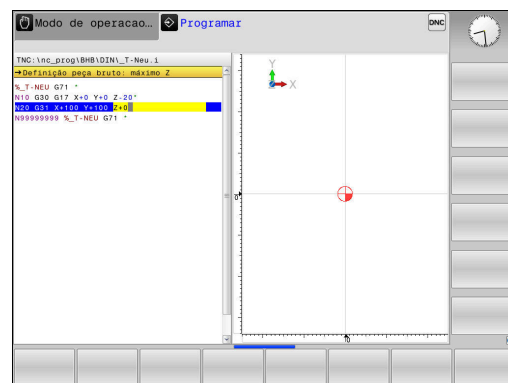 Modo de operacao... Programar DNC
TNC:\nc_prog\BHB\DIN\_T-Neu.i
→Definição peça bruto: máximo Z
%_T-NEU G71 *
N10 G30 G17 X+0 Y+0 Z-20*
N20 G31 X+100 Y+100 Z+0
N99999999 %_T-NEU G71 *
Y
X
0
0